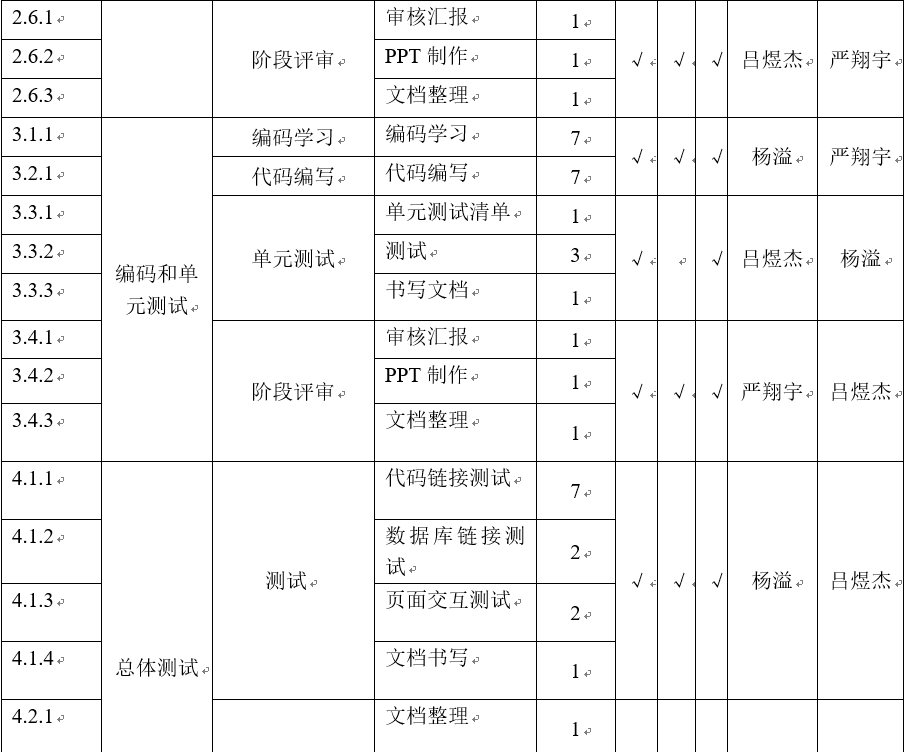 2.6.1 审核汇报 1
2.6.2 阶段评审 PPT 制作 1 √ √ √ 吕煜杰 严翔宇
2.6.3 文档整理 1
3.1.1 编码学习 编码学习 7
√ √ √ 杨溢 严翔宇
3.2.1 代码编写 代码编写 7
3.3.1 单元测试清单 1
3.3.2 单元测试 测试 3 √ √ 吕煜杰 杨溢
编码和单
元测试
3.3.3 书写文档 1
3.4.1 审核汇报 1
3.4.2 阶段评审 PPT 制作 1 √ √ √ 严翔宇 吕煜杰
3.4.3 文档整理 1
4.1.1 代码链接测试 7
4.1.2 数据库链接测
试 2
测试 √ √ √ 杨溢 吕煜杰
4.1.3 页面交互测试 2
4.1.4 文档书写 1
总体测试
4.2.1 文档整理 1